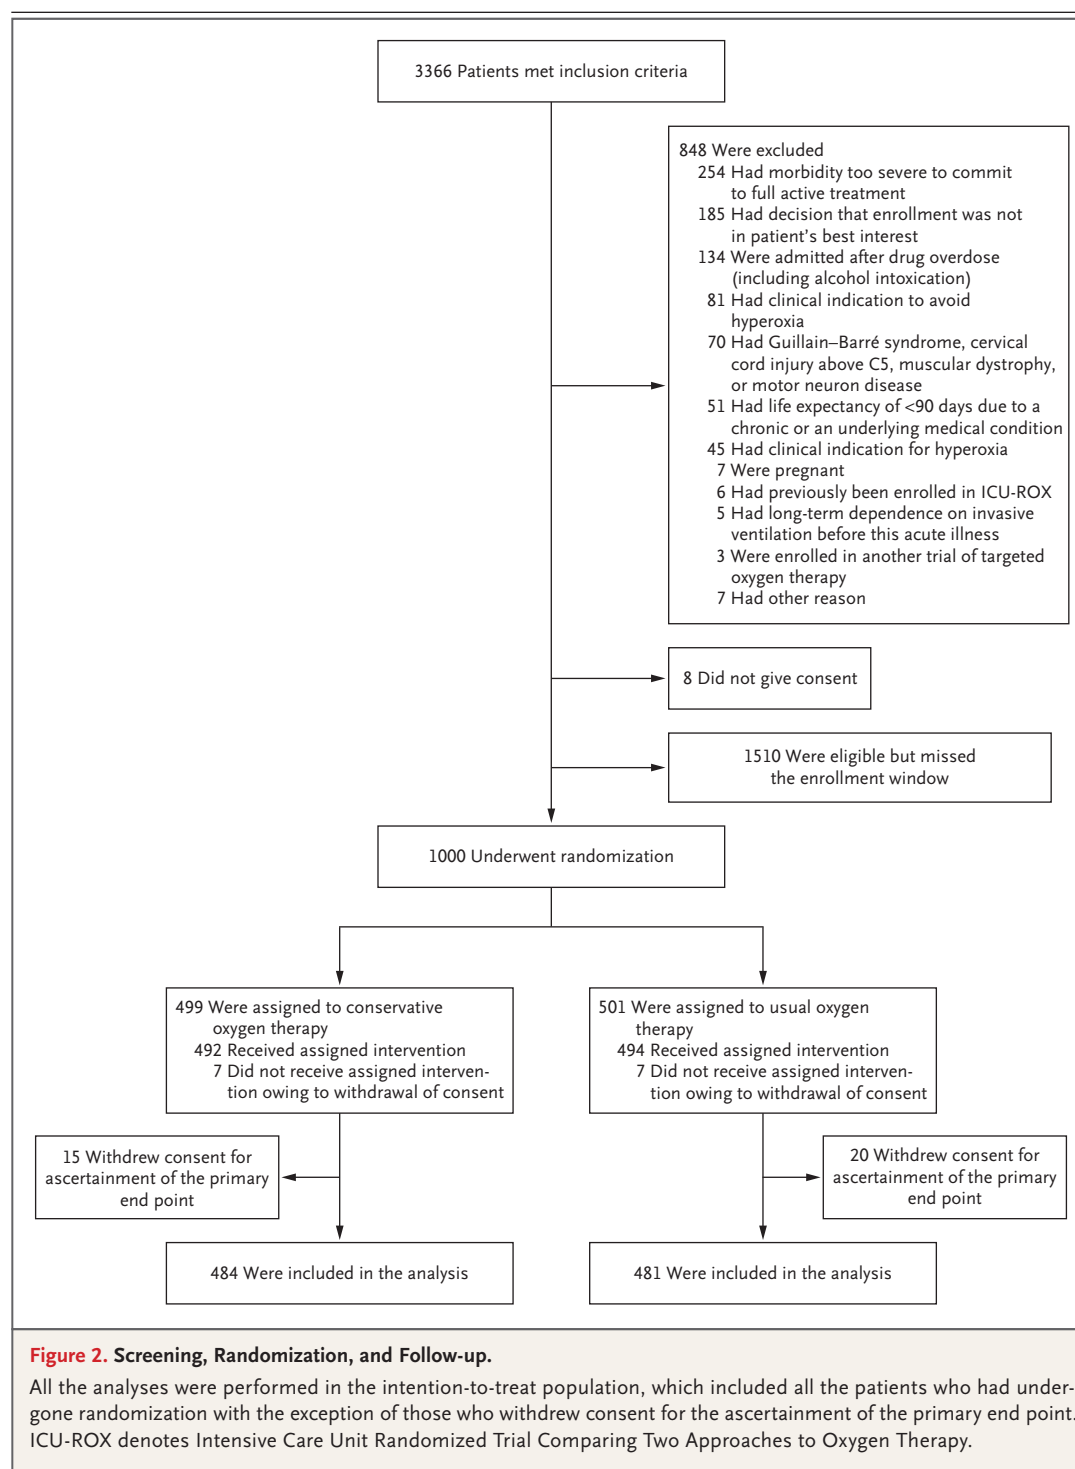 3366 Patients met inclusion criteria
848 Were excluded
254 Had morbidity too severe to commit
to full active treatment
185 Had decision that enrollment was not
in patient's best interest
134 Were admitted after drug overdose
(including alcohol intoxication)
81 Had clinical indication to avoid
hyperoxia
70 Had Guillain–Barré syndrome, cervical
cord injury above C5, muscular dystrophy,
or motor neuron disease
51 Had life expectancy of <90 days due to a
chronic or an underlying medical condition
45 Had clinical indication for hyperoxia
7 Were pregnant
6 Had previously been enrolled in ICU-ROX
5 Had long-term dependence on invasive
ventilation before this acute illness
3 Were enrolled in another trial of targeted
oxygen therapy
7 Had other reason
8 Did not give consent
1510 Were eligible but missed
the enrollment window
1000 Underwent randomization
499 Were assigned to conservative
oxygen therapy
492 Received assigned intervention
7 Did not receive assigned interven-
tion owing to withdrawal of consent
501 Were assigned to usual oxygen
therapy
494 Received assigned intervention
7 Did not receive assigned interven-
tion owing to withdrawal of consent
15 Withdrew consent for
ascertainment of the primary
end point
20 Withdrew consent for
ascertainment of the primary
end point
484 Were included in the analysis
481 Were included in the analysis
Figure 2. Screening, Randomization, and Follow-up.
All the analyses were performed in the intention-to-treat population, which included all the patients who had under-
gone randomization with the exception of those who withdrew consent for the ascertainment of the primary end point.
ICU-ROX denotes Intensive Care Unit Randomized Trial Comparing Two Approaches to Oxygen Therapy.